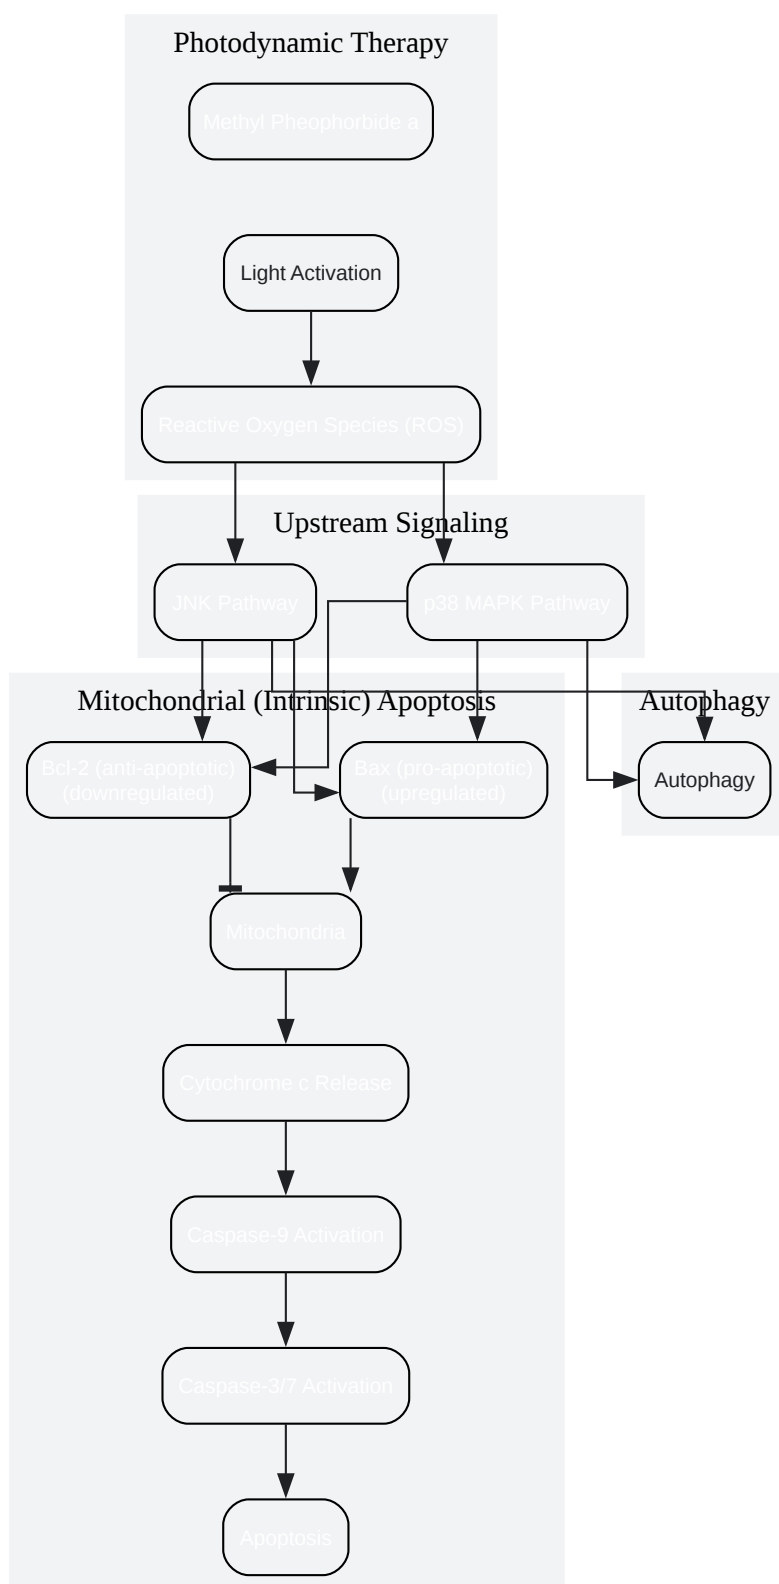 Photodynamic Therapy
Methyl Pheophorbide a
Light Activation
Reactive Oxygen Species (ROS)
Upstream Signaling
JNK Pathway
p38 MAPK Pathway
Mitochondrial (Intrinsic) Apoptosis
Autophagy
Bcl-2 (anti-apoptotic)
(downregulated)
Bax (pro-apoptotic)
(upregulated)
Autophagy
Mitochondria
Cytochrome c Release
Caspase-9 Activation
Caspase-3/7 Activation
Apoptosis